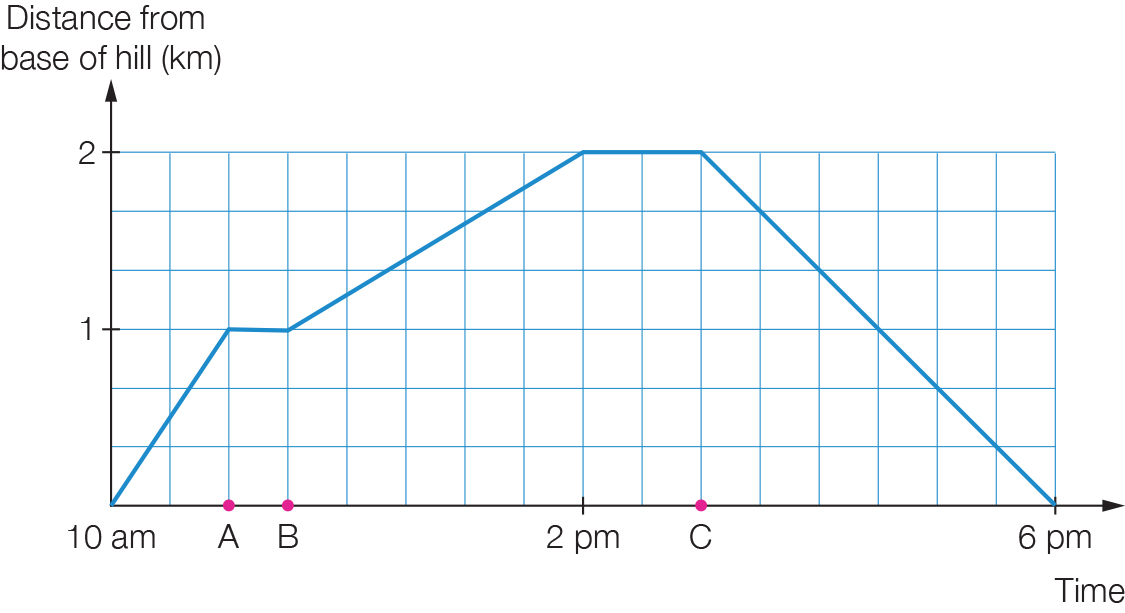 Distance from
base of hill (km)
2
1
10 am
A
B
2 pm
C
6 pm
Time